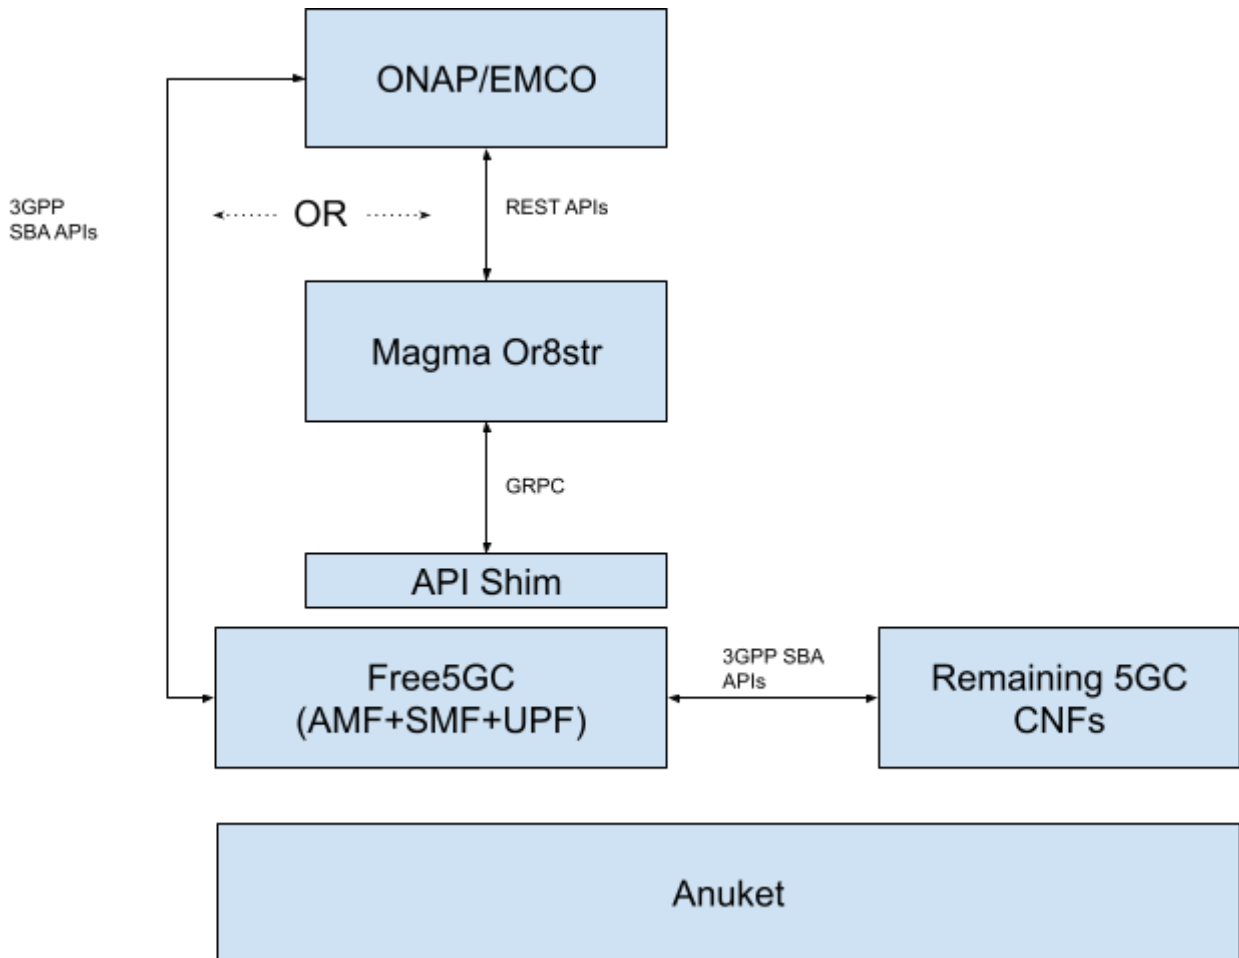 ONAP/EMCO
3GPP
SBA APIs
OR
REST APIs
Magma Or8str
GRPC
API Shim
Free5GC
(AMF+SMF+UPF)
3GPP SBA
APIs
Remaining 5GC
CNFs
Anuket